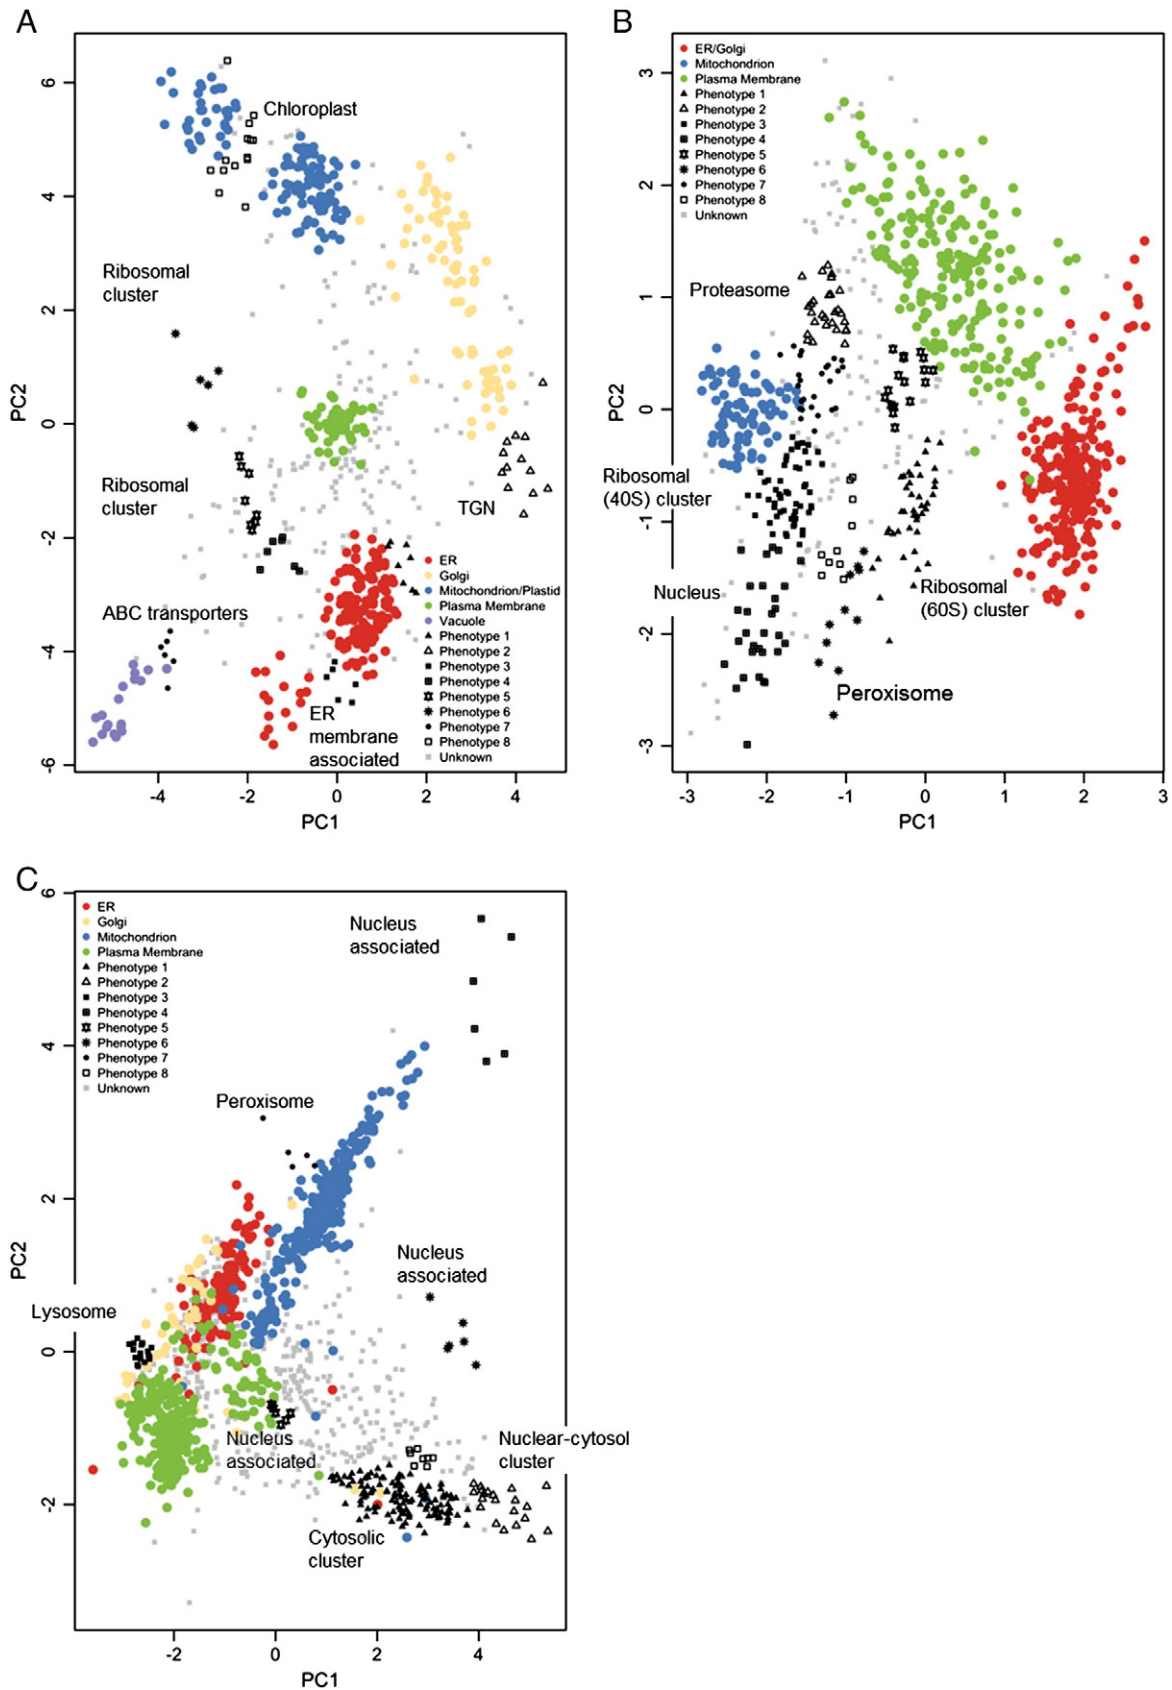 A
PC2
6
4
2
0
-2
-4
-6
Chloroplast
Ribosomal
cluster
Ribosomal
cluster
TGN
ABC transporters
ER
membrane
associated
ER
Golgi
Mitochondrion/Plastid
Plasma Membrane
Vacuole
Phenotype 1
Phenotype 2
Phenotype 3
Phenotype 4
Phenotype 5
Phenotype 6
Phenotype 7
Phenotype 8
Unknown
-4
-2
0
2
4
PC1
B
PC2
3
2
1
0
-1
-2
-3
ER/Golgi
Mitochondrion
Plasma Membrane
Phenotype 1
Phenotype 2
Phenotype 3
Phenotype 4
Phenotype 5
Phenotype 6
Phenotype 7
Phenotype 8
Unknown
Proteasome
Ribosomal
(40S) cluster
Nucleus
Ribosomal
(60S) cluster
Peroxisome
-3
-2
-1
0
1
2
3
PC1
C
PC2
6
4
2
0
-2
ER
Golgi
Mitochondrion
Plasma Membrane
Phenotype 1
Phenotype 2
Phenotype 3
Phenotype 4
Phenotype 5
Phenotype 6
Phenotype 7
Phenotype 8
Unknown
Nucleus
associated
Peroxisome
Nucleus
associated
Lysosome
Nucleus
associated
Nuclear-cytosol
cluster
Cytosolic
cluster
-2
0
2
4
PC1